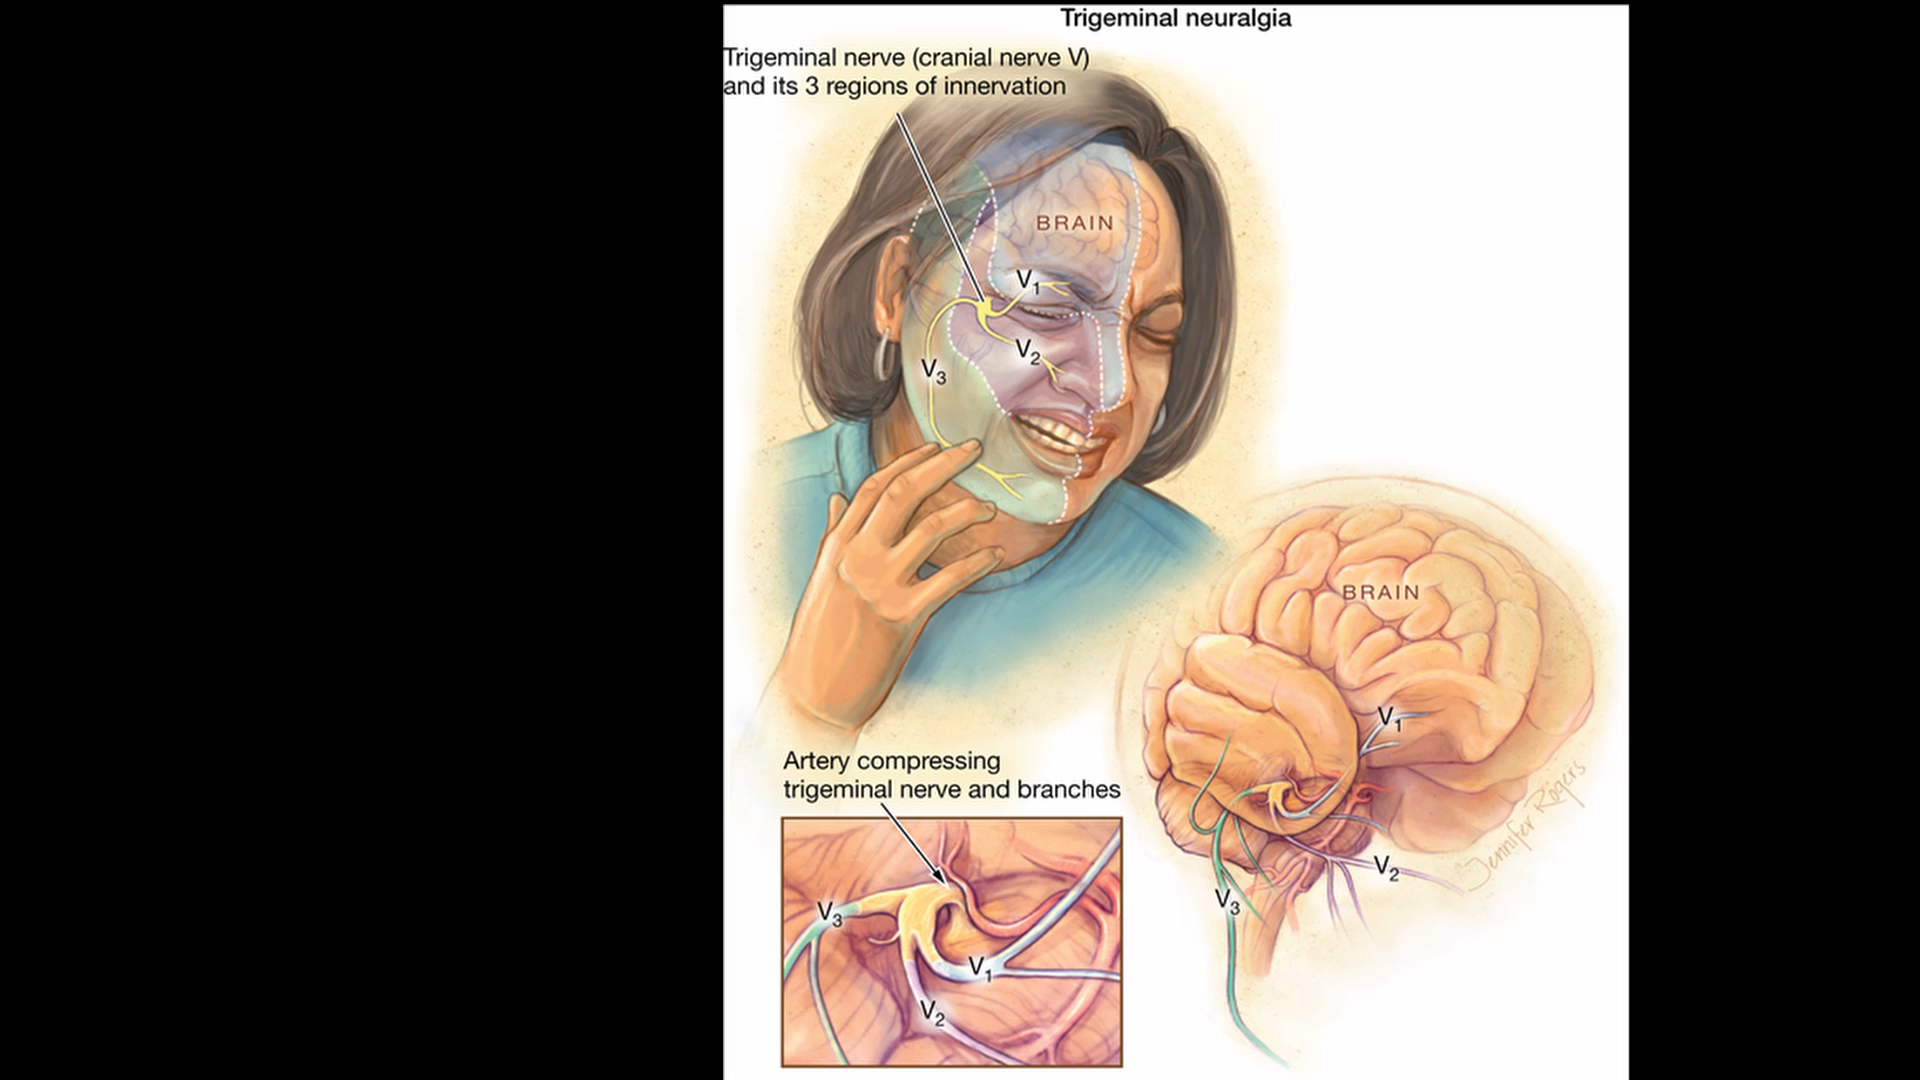 Trigeminal neuralgia
Trigeminal nerve (cranial nerve V)
and its 3 regions of innervation
BRAIN
V1
V2
V3
BRAIN
V1
V2
V3
Jennifer Rogers
Artery compressing
trigeminal nerve and branches
V3
V1
V2